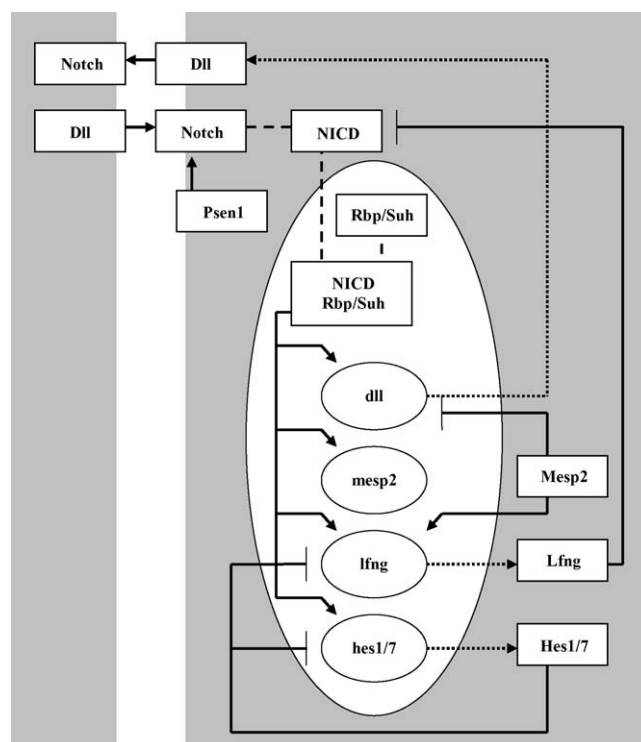 Notch
Dll
Dll
Notch
NICD
Psen1
Rbp/Suh
NICD
Rbp/Suh
dll
mesp2
Mesp2
lfng
Lfng
hes1/7
Hes1/7